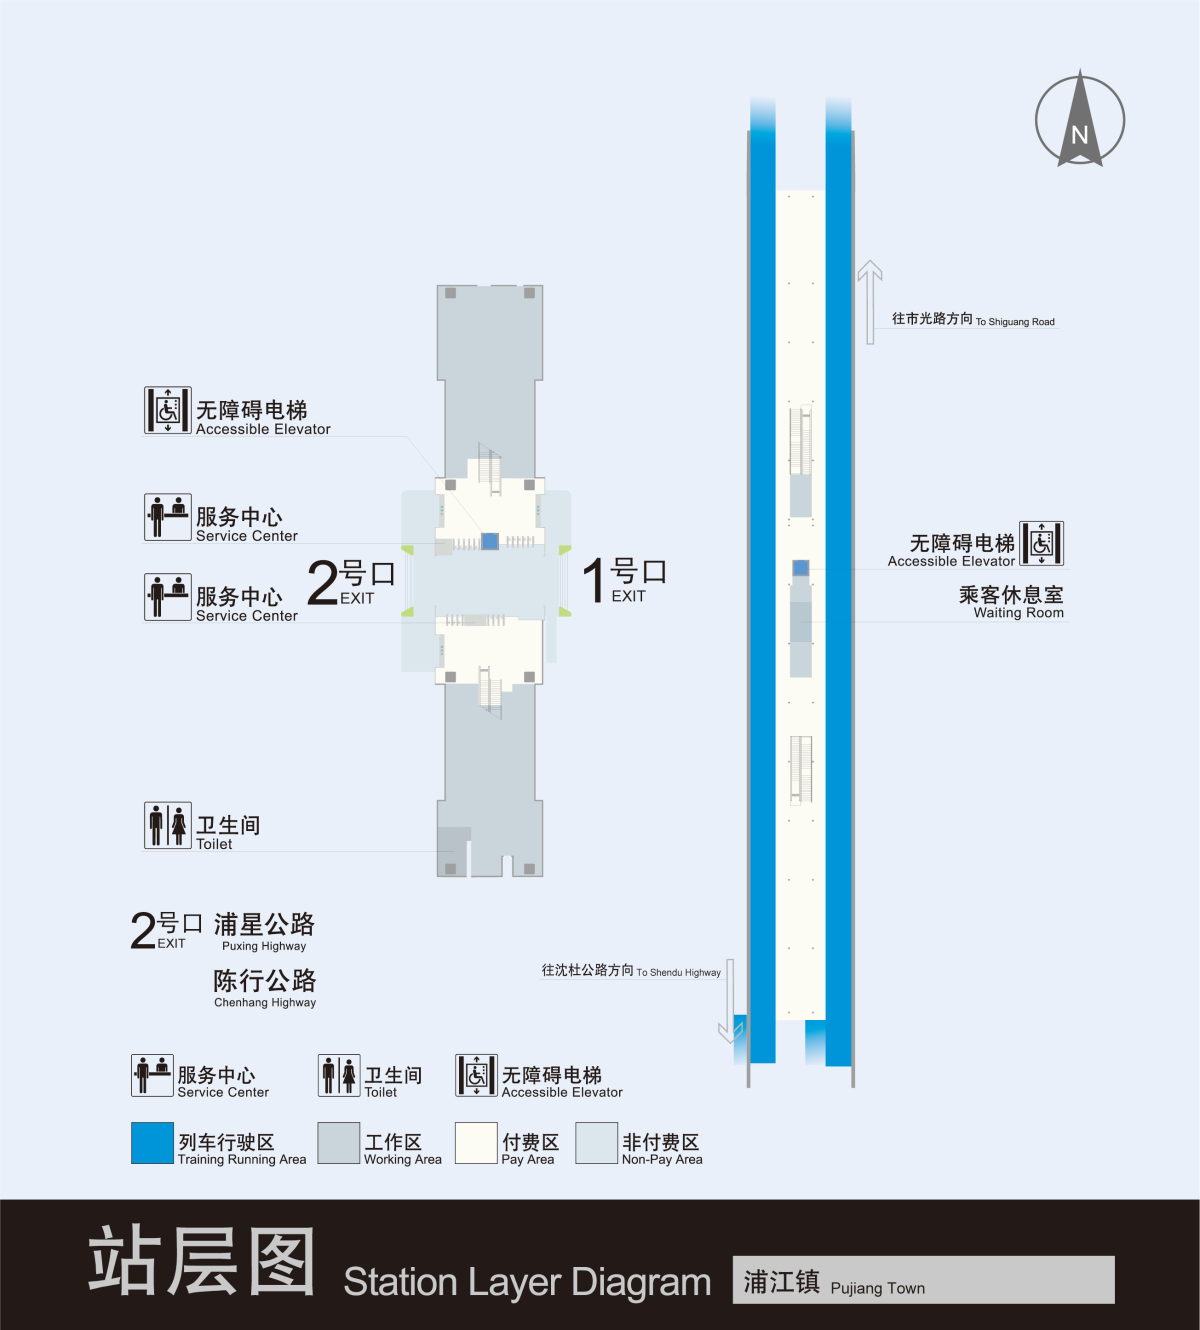 N
往市光路方向 To Shiguang Road
无障碍电梯
Accessible Elevator
服务中心
Service Center
2号口
EXIT
1号口
EXIT
服务中心
Service Center
无障碍电梯
Accessible Elevator
乘客休息室
Waiting Room
卫生间
Toilet
2号口
EXIT
浦星公路
Puxing Highway
陈行公路
Chenhang Highway
往沈杜公路方向 To Shendu Highway
服务中心
Service Center
卫生间
Toilet
无障碍电梯
Accessible Elevator
列车行驶区
Training Running Area
工作区
Working Area
付费区
Pay Area
非付费区
Non-Pay Area
站层图 Station Layer Diagram
浦江镇 Pujiang Town